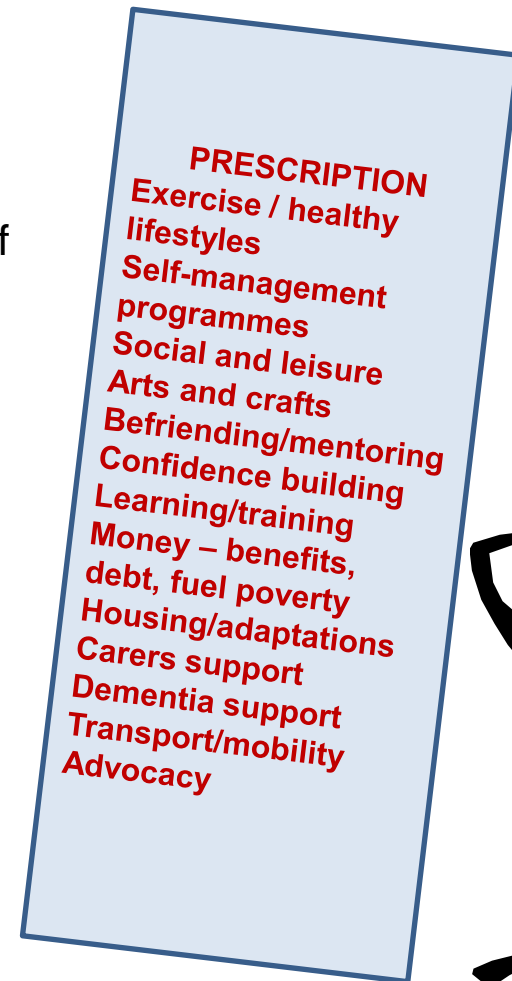 f
PRESCRIPTION
Exercise / healthy
lifestyles
Self-management
programmes
Social and leisure
Arts and crafts
Befriending/mentoring
Confidence building
Learning/training
Money – benefits,
debt, fuel poverty
Housing/adaptations
Carers support
Dementia support
Transport/mobility
Advocacy